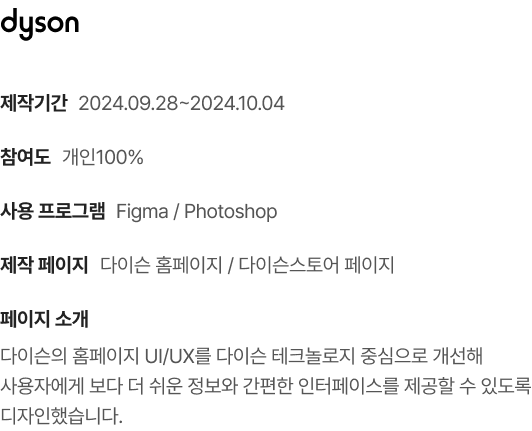 dyson
제작기간 2024.09.28~2024.10.04
참여도 개인100%
사용 프로그램 Figma / Photoshop
제작 페이지 다이슨 홈페이지 / 다이슨스토어 페이지
페이지 소개
다이슨의 홈페이지 UI/UX를 다이슨 테크놀로지 중심으로 개선해
사용자에게 보다 더 쉬운 정보와 간편한 인터페이스를 제공할 수 있도록
디자인했습니다.